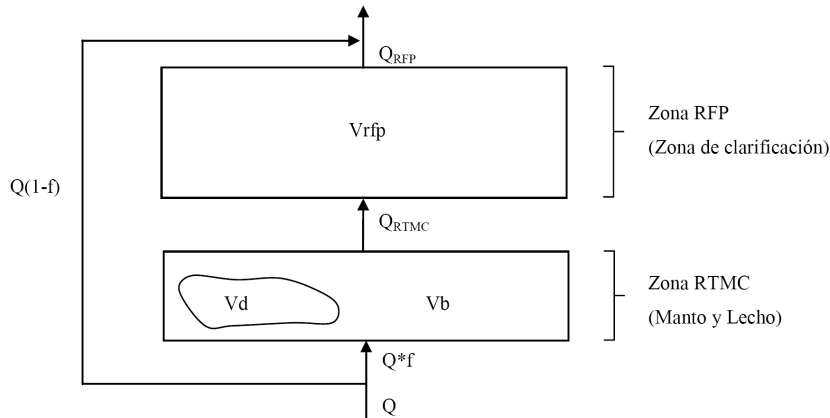 Q_RFP
Vrfp
Zona RFP
(Zona de clarificación)
Q(1-f)
Q_RTMC
Vd
Vb
Zona RTMC
(Manto y Lecho)
Q*f
Q